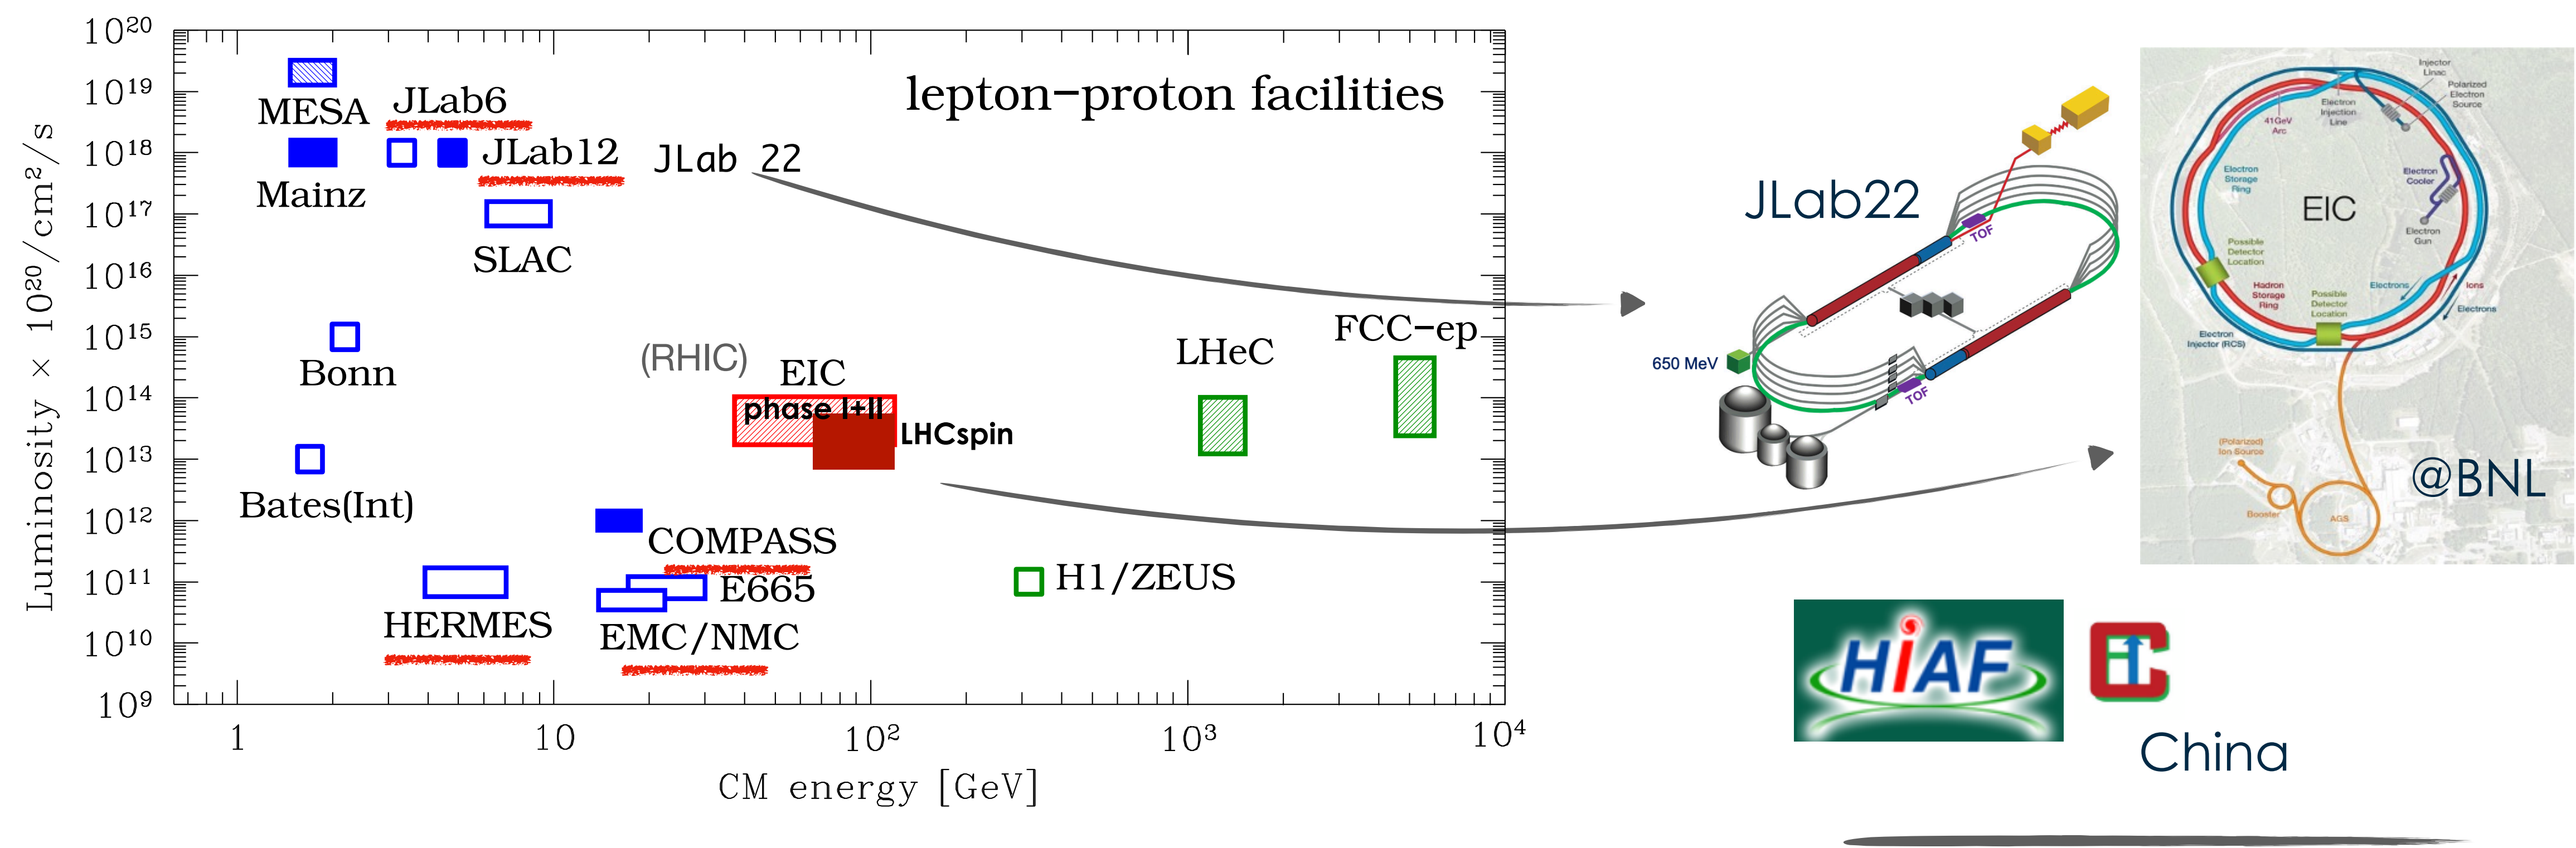 10²⁰
10¹⁹
10¹⁸
10¹⁷
10¹⁶
10¹⁵
10¹⁴
10¹³
10¹²
10¹¹
10¹⁰
10⁹
Luminosity × 10²⁰/cm²/s
1
10
10²
10³
10⁴
CM energy [GeV]
lepton−proton facilities
MESA
JLab6
JLab12
JLab 22
Mainz
SLAC
Bonn
(RHIC)
EIC
phase I+II
LHCspin
LHeC
FCC−ep
Bates(Int)
COMPASS
E665
H1/ZEUS
HERMES
EMC/NMC
JLab22
TOF
650 MeV
TOF
Injector
Linac
Polarized
Electron
Source
Electron
Injection
Line
41GeV
Arc
Electron
Storage
Ring
Electron
Cooler
EIC
Electron
Gun
Possible
Detector
Location
Hadron
Storage
Ring
Possible
Detector
Location
Electrons
Ions
Electrons
Electron
Injector (RCS)
(Polarized)
Ion Source
@BNL
Booster
AGS
HiAF
EiC
China